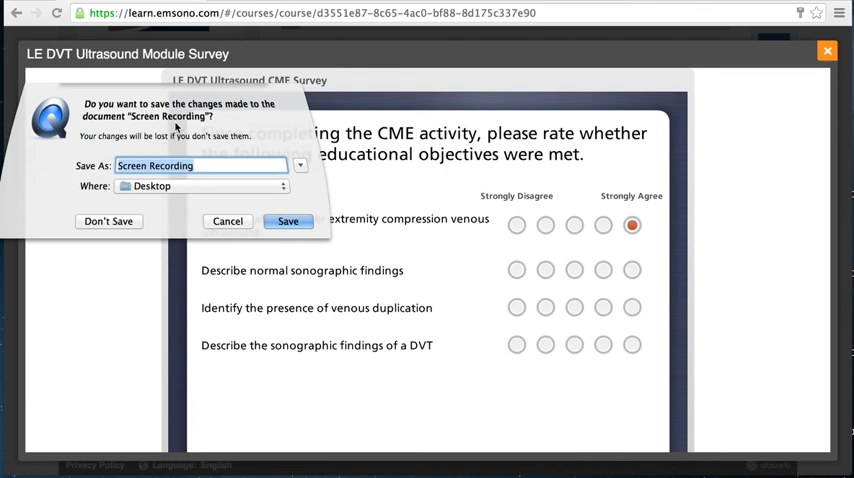 https://learn.emsono.com/#/courses/course/d3551e87-8c65-4ac0-bf88-8d175c337e90
LE DVT Ultrasound Module Survey
LE DVT Ultrasound CME Survey
Do you want to save the changes made to the
document "Screen Recording"?
Your changes will be lost if you don't save them.
Save As: Screen Recording
Where: Desktop
Don't Save Cancel Save
completing the CME activity, please rate whether
educational objectives were met.
Strongly Disagree Strongly Agree
extremity compression venous
Describe normal sonographic findings
Identify the presence of venous duplication
Describe the sonographic findings of a DVT
Privacy Policy Language: English